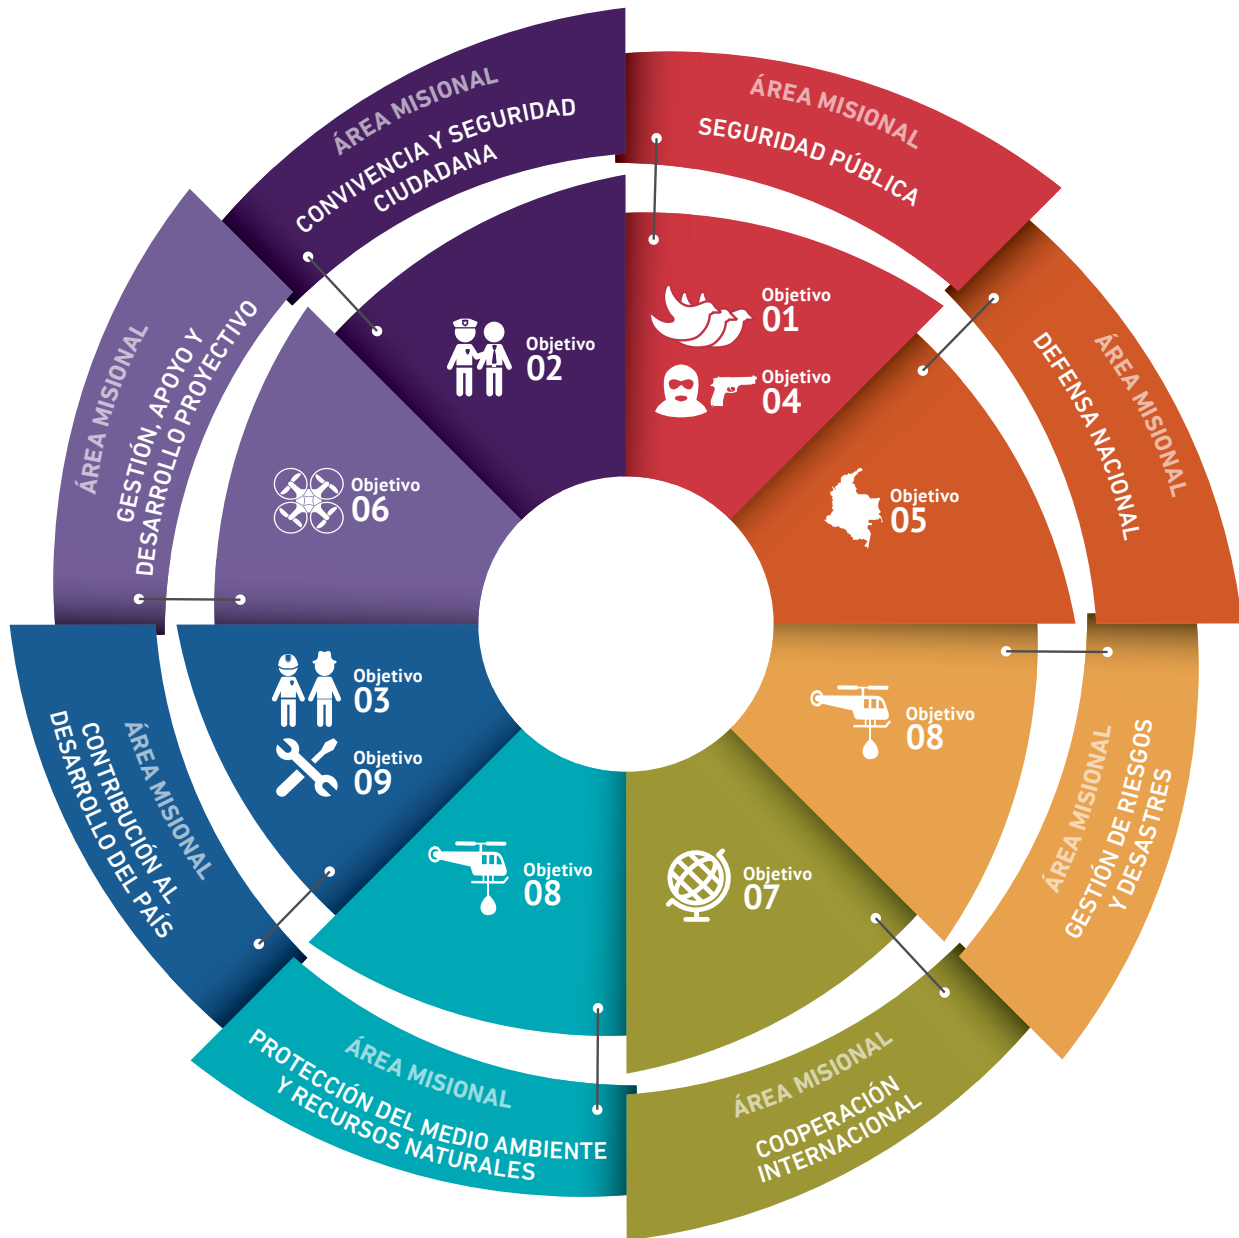 ÁREA MISIONAL
SEGURIDAD PÚBLICA
Objetivo
01
Objetivo
04
ÁREA MISIONAL
DEFENSA NACIONAL
Objetivo
05
ÁREA MISIONAL
GESTIÓN DE RIESGOS
Y DESASTRES
Objetivo
08
ÁREA MISIONAL
COOPERACIÓN
INTERNACIONAL
Objetivo
07
ÁREA MISIONAL
PROTECCIÓN DEL MEDIO AMBIENTE
Y RECURSOS NATURALES
Objetivo
08
ÁREA MISIONAL
CONTRIBUCIÓN AL
DESARROLLO DEL PAÍS
Objetivo
03
Objetivo
09
ÁREA MISIONAL
GESTIÓN, APOYO Y
DESARROLLO PROYECTIVO
Objetivo
06
ÁREA MISIONAL
CONVIVENCIA Y SEGURIDAD
CIUDADANA
Objetivo
02